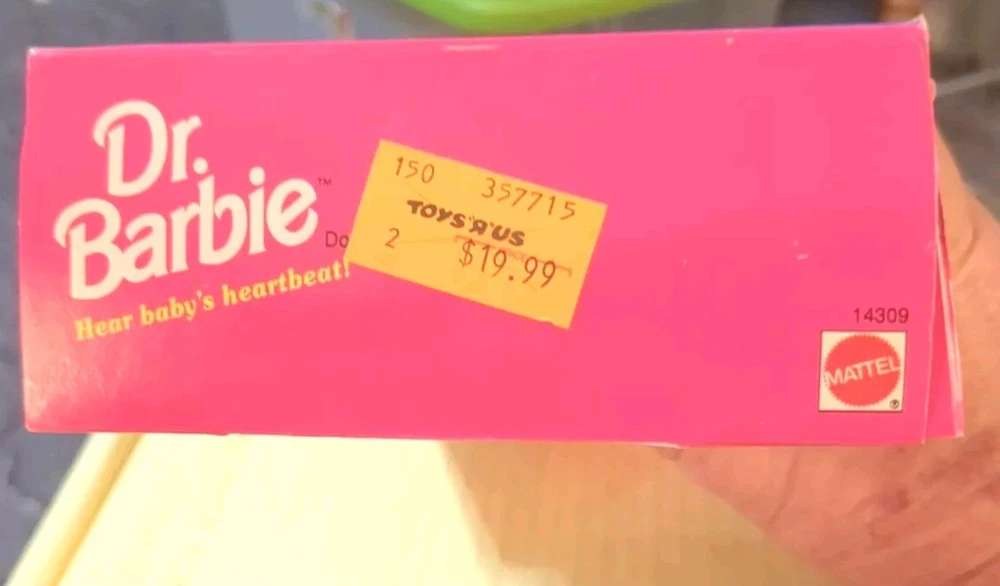 Dr.
Barbie™
Hear baby's heartbeat!
150 357715
TOYS "R" US
2 $19.99
14309
MATTEL
®